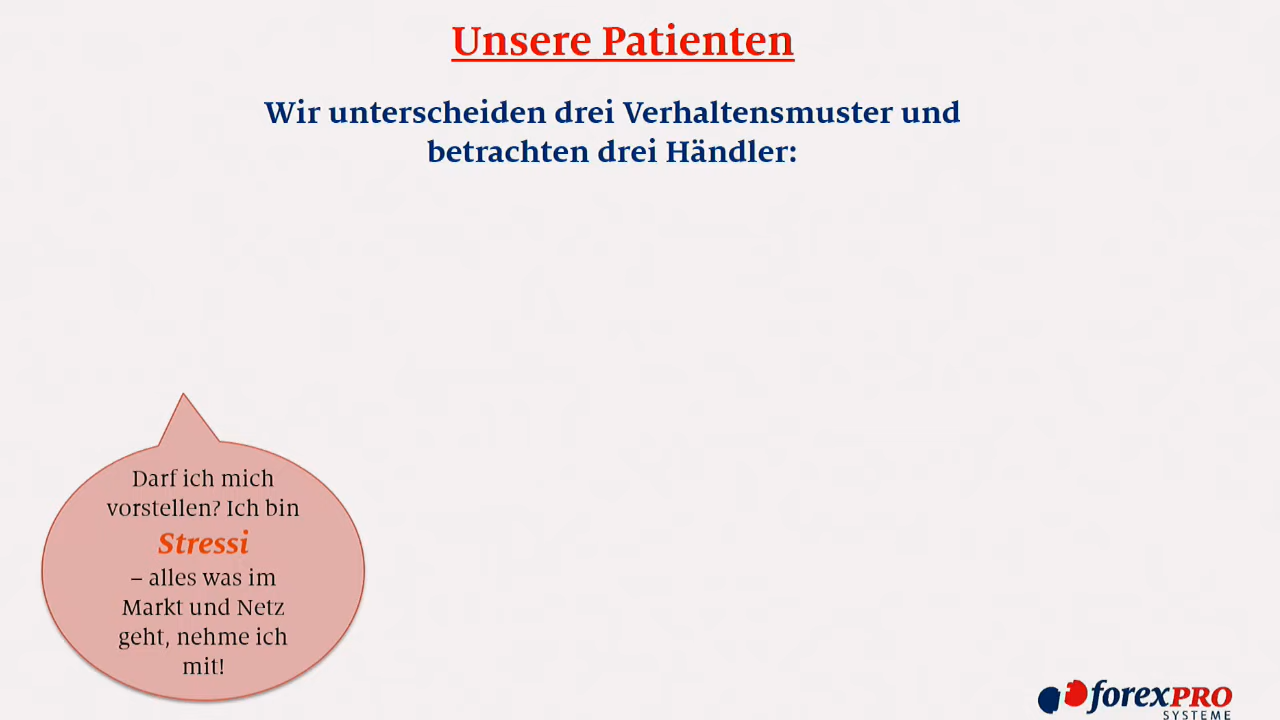 Unsere Patienten
Wir unterscheiden drei Verhaltensmuster und
betrachten drei Händler:
Darf ich mich
vorstellen? Ich bin
Stressi
– alles was im
Markt und Netz
geht, nehme ich
mit!
forexPRO
SYSTEME